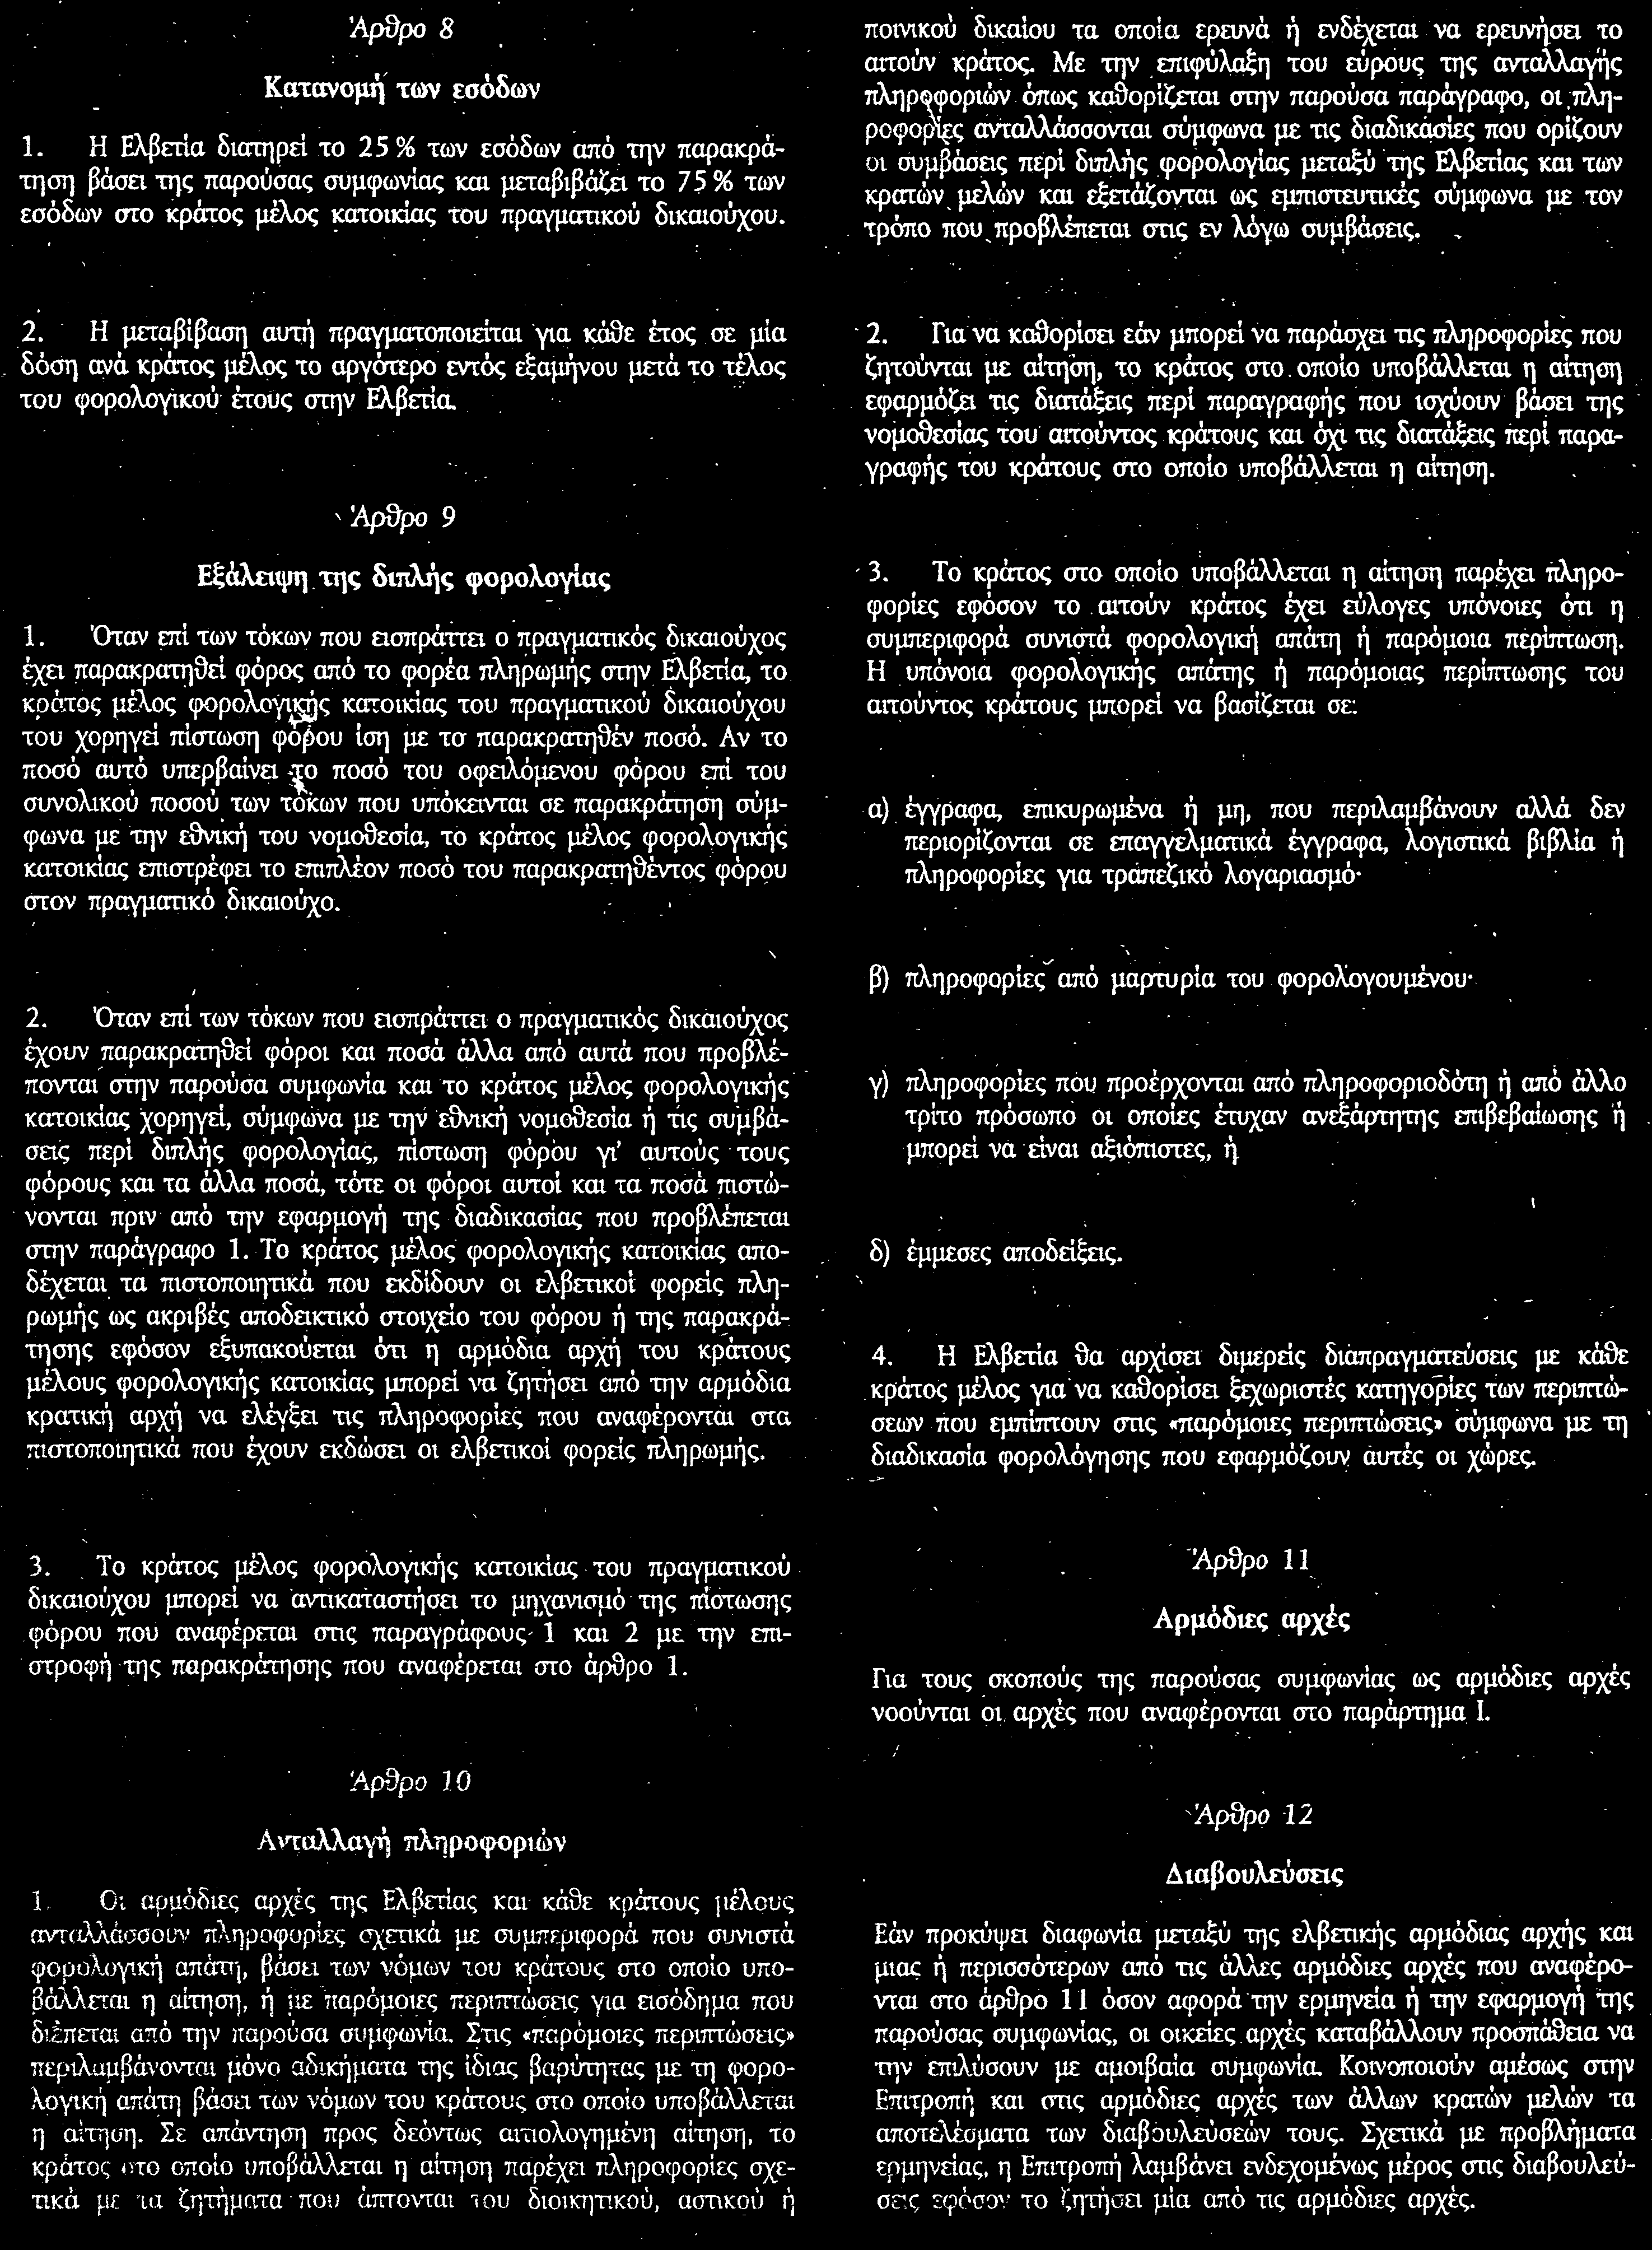 Άρθρο 8
Κατανομή των εσόδων
1. Η Ελβετία διατηρεί το 25 % των εσόδων από την παρακρά-
τηση βάσει της παρούσας συμφωνίας και μεταβιβάζει το 75 % των
εσόδων στο κράτος μέλος κατοικίας του πραγματικού δικαιούχου.
2. Η μεταβίβαση αυτή πραγματοποιείται για κάθε έτος σε μία
δόση ανά κράτος μέλος το αργότερο εντός εξαμήνου μετά το τέλος
του φορολογικού έτους στην Ελβετία.
Άρθρο 9
Εξάλειψη της διπλής φορολογίας
1. Όταν επί των τόκων που εισπράττει ο πραγματικός δικαιούχος
έχει παρακρατηθεί φόρος από το φορέα πληρωμής στην Ελβετία, το
κράτος μέλος φορολογικής κατοικίας του πραγματικού δικαιούχου
του χορηγεί πίστωση φόρου ίση με το παρακρατηθέν ποσό. Αν το
ποσό αυτό υπερβαίνει το ποσό του οφειλόμενου φόρου επί του
συνολικού ποσού των τόκων που υπόκεινται σε παρακράτηση σύμ-
φωνα με την εθνική του νομοθεσία, το κράτος μέλος φορολογικής
κατοικίας επιστρέφει το επιπλέον ποσό του παρακρατηθέντος φόρου
στον πραγματικό δικαιούχο.
2. Όταν επί των τόκων που εισπράττει ο πραγματικός δικαιούχος
έχουν παρακρατηθεί φόροι και ποσά άλλα από αυτά που προβλέ-
πονται στην παρούσα συμφωνία και το κράτος μέλος φορολογικής
κατοικίας χορηγεί, σύμφωνα με την εθνική νομοθεσία ή τις συμβά-
σεις περί διπλής φορολογίας, πίστωση φόρου γι' αυτούς τους
φόρους και τα άλλα ποσά, τότε οι φόροι αυτοί και τα ποσά πιστώ-
νονται πριν από την εφαρμογή της διαδικασίας που προβλέπεται
στην παράγραφο 1. Το κράτος μέλος φορολογικής κατοικίας απο-
δέχεται τα πιστοποιητικά που εκδίδουν οι ελβετικοί φορείς πλη-
ρωμής ως ακριβές αποδεικτικό στοιχείο του φόρου ή της παρακρά-
τησης εφόσον εξυπακούεται ότι η αρμόδια αρχή του κράτους
μέλους φορολογικής κατοικίας μπορεί να ζητήσει από την αρμόδια
κρατική αρχή να ελέγξει τις πληροφορίες που αναφέρονται στα
πιστοποιητικά που έχουν εκδώσει οι ελβετικοί φορείς πληρωμής.
3. Το κράτος μέλος φορολογικής κατοικίας του πραγματικού
δικαιούχου μπορεί να αντικαταστήσει το μηχανισμό της πίστωσης
φόρου που αναφέρεται στις παραγράφους 1 και 2 με την επι-
στροφή της παρακράτησης που αναφέρεται στο άρθρο 1.
Άρθρο 10
Ανταλλαγή πληροφοριών
1. Οι αρμόδιες αρχές της Ελβετίας και κάθε κράτους μέλους
ανταλλάσσουν πληροφορίες σχετικά με συμπεριφορά που συνιστά
φορολογική απάτη, βάσει των νόμων του κράτους στο οποίο υπο-
βάλλεται η αίτηση, ή με παρόμοιες περιπτώσεις για εισόδημα που
διέπεται από την παρούσα συμφωνία. Στις «παρόμοιες περιπτώσεις»
περιλαμβάνονται μόνο αδικήματα της ίδιας βαρύτητας με τη φορο-
λογική απάτη βάσει των νόμων του κράτους στο οποίο υποβάλλεται
η αίτηση. Σε απάντηση προς δεόντως αιτιολογημένη αίτηση, το
κράτος στο οποίο υποβάλλεται η αίτηση παρέχει πληροφορίες σχε-
τικά με τα ζητήματα που άπτονται του διοικητικού, αστικού ή
ποινικού δικαίου τα οποία ερευνά ή ενδέχεται να ερευνήσει το
αιτούν κράτος. Με την επιφύλαξη του εύρους της ανταλλαγής
πληροφοριών όπως καθορίζεται στην παρούσα παράγραφο, οι πλη-
ροφορίες ανταλλάσσονται σύμφωνα με τις διαδικασίες που ορίζουν
οι συμβάσεις περί διπλής φορολογίας μεταξύ της Ελβετίας και των
κρατών μελών και εξετάζονται ως εμπιστευτικές σύμφωνα με τον
τρόπο που προβλέπεται στις εν λόγω συμβάσεις.
2. Για να καθορίσει εάν μπορεί να παράσχει τις πληροφορίες που
ζητούνται με αίτηση, το κράτος στο οποίο υποβάλλεται η αίτηση
εφαρμόζει τις διατάξεις περί παραγραφής που ισχύουν βάσει της
νομοθεσίας του αιτούντος κράτους και όχι τις διατάξεις περί παρα-
γραφής του κράτους στο οποίο υποβάλλεται η αίτηση.
3. Το κράτος στο οποίο υποβάλλεται η αίτηση παρέχει πληρο-
φορίες εφόσον το αιτούν κράτος έχει εύλογες υπόνοιες ότι η
συμπεριφορά συνιστά φορολογική απάτη ή παρόμοια περίπτωση.
Η υπόνοια φορολογικής απάτης ή παρόμοιας περίπτωσης του
αιτούντος κράτους μπορεί να βασίζεται σε:
α) έγγραφα, επικυρωμένα ή μη, που περιλαμβάνουν αλλά δεν
περιορίζονται σε επαγγελματικά έγγραφα, λογιστικά βιβλία ή
πληροφορίες για τραπεζικό λογαριασμό·
β) πληροφορίες από μαρτυρία του φορολογουμένου·
γ) πληροφορίες που προέρχονται από πληροφοριοδότη ή από άλλο
τρίτο πρόσωπο οι οποίες έτυχαν ανεξάρτητης επιβεβαίωσης ή
μπορεί να είναι αξιόπιστες, ή
δ) έμμεσες αποδείξεις.
4. Η Ελβετία θα αρχίσει διμερείς διαπραγματεύσεις με κάθε
κράτος μέλος για να καθορίσει ξεχωριστές κατηγορίες των περιπτώ-
σεων που εμπίπτουν στις «παρόμοιες περιπτώσεις» σύμφωνα με τη
διαδικασία φορολόγησης που εφαρμόζουν αυτές οι χώρες.
Άρθρο 11
Αρμόδιες αρχές
Για τους σκοπούς της παρούσας συμφωνίας ως αρμόδιες αρχές
νοούνται οι αρχές που αναφέρονται στο παράρτημα Ι.
Άρθρο 12
Διαβουλεύσεις
Εάν προκύψει διαφωνία μεταξύ της ελβετικής αρμόδιας αρχής και
μιας ή περισσότερων από τις άλλες αρμόδιες αρχές που αναφέρο-
νται στο άρθρο 11 όσον αφορά την ερμηνεία ή την εφαρμογή της
παρούσας συμφωνίας, οι οικείες αρχές καταβάλλουν προσπάθεια να
την επιλύσουν με αμοιβαία συμφωνία. Κοινοποιούν αμέσως στην
Επιτροπή και στις αρμόδιες αρχές των άλλων κρατών μελών τα
αποτελέσματα των διαβουλεύσεών τους. Σχετικά με προβλήματα
ερμηνείας, η Επιτροπή λαμβάνει ενδεχομένως μέρος στις διαβουλεύ-
σεις εφόσον το ζητήσει μία από τις αρμόδιες αρχές.